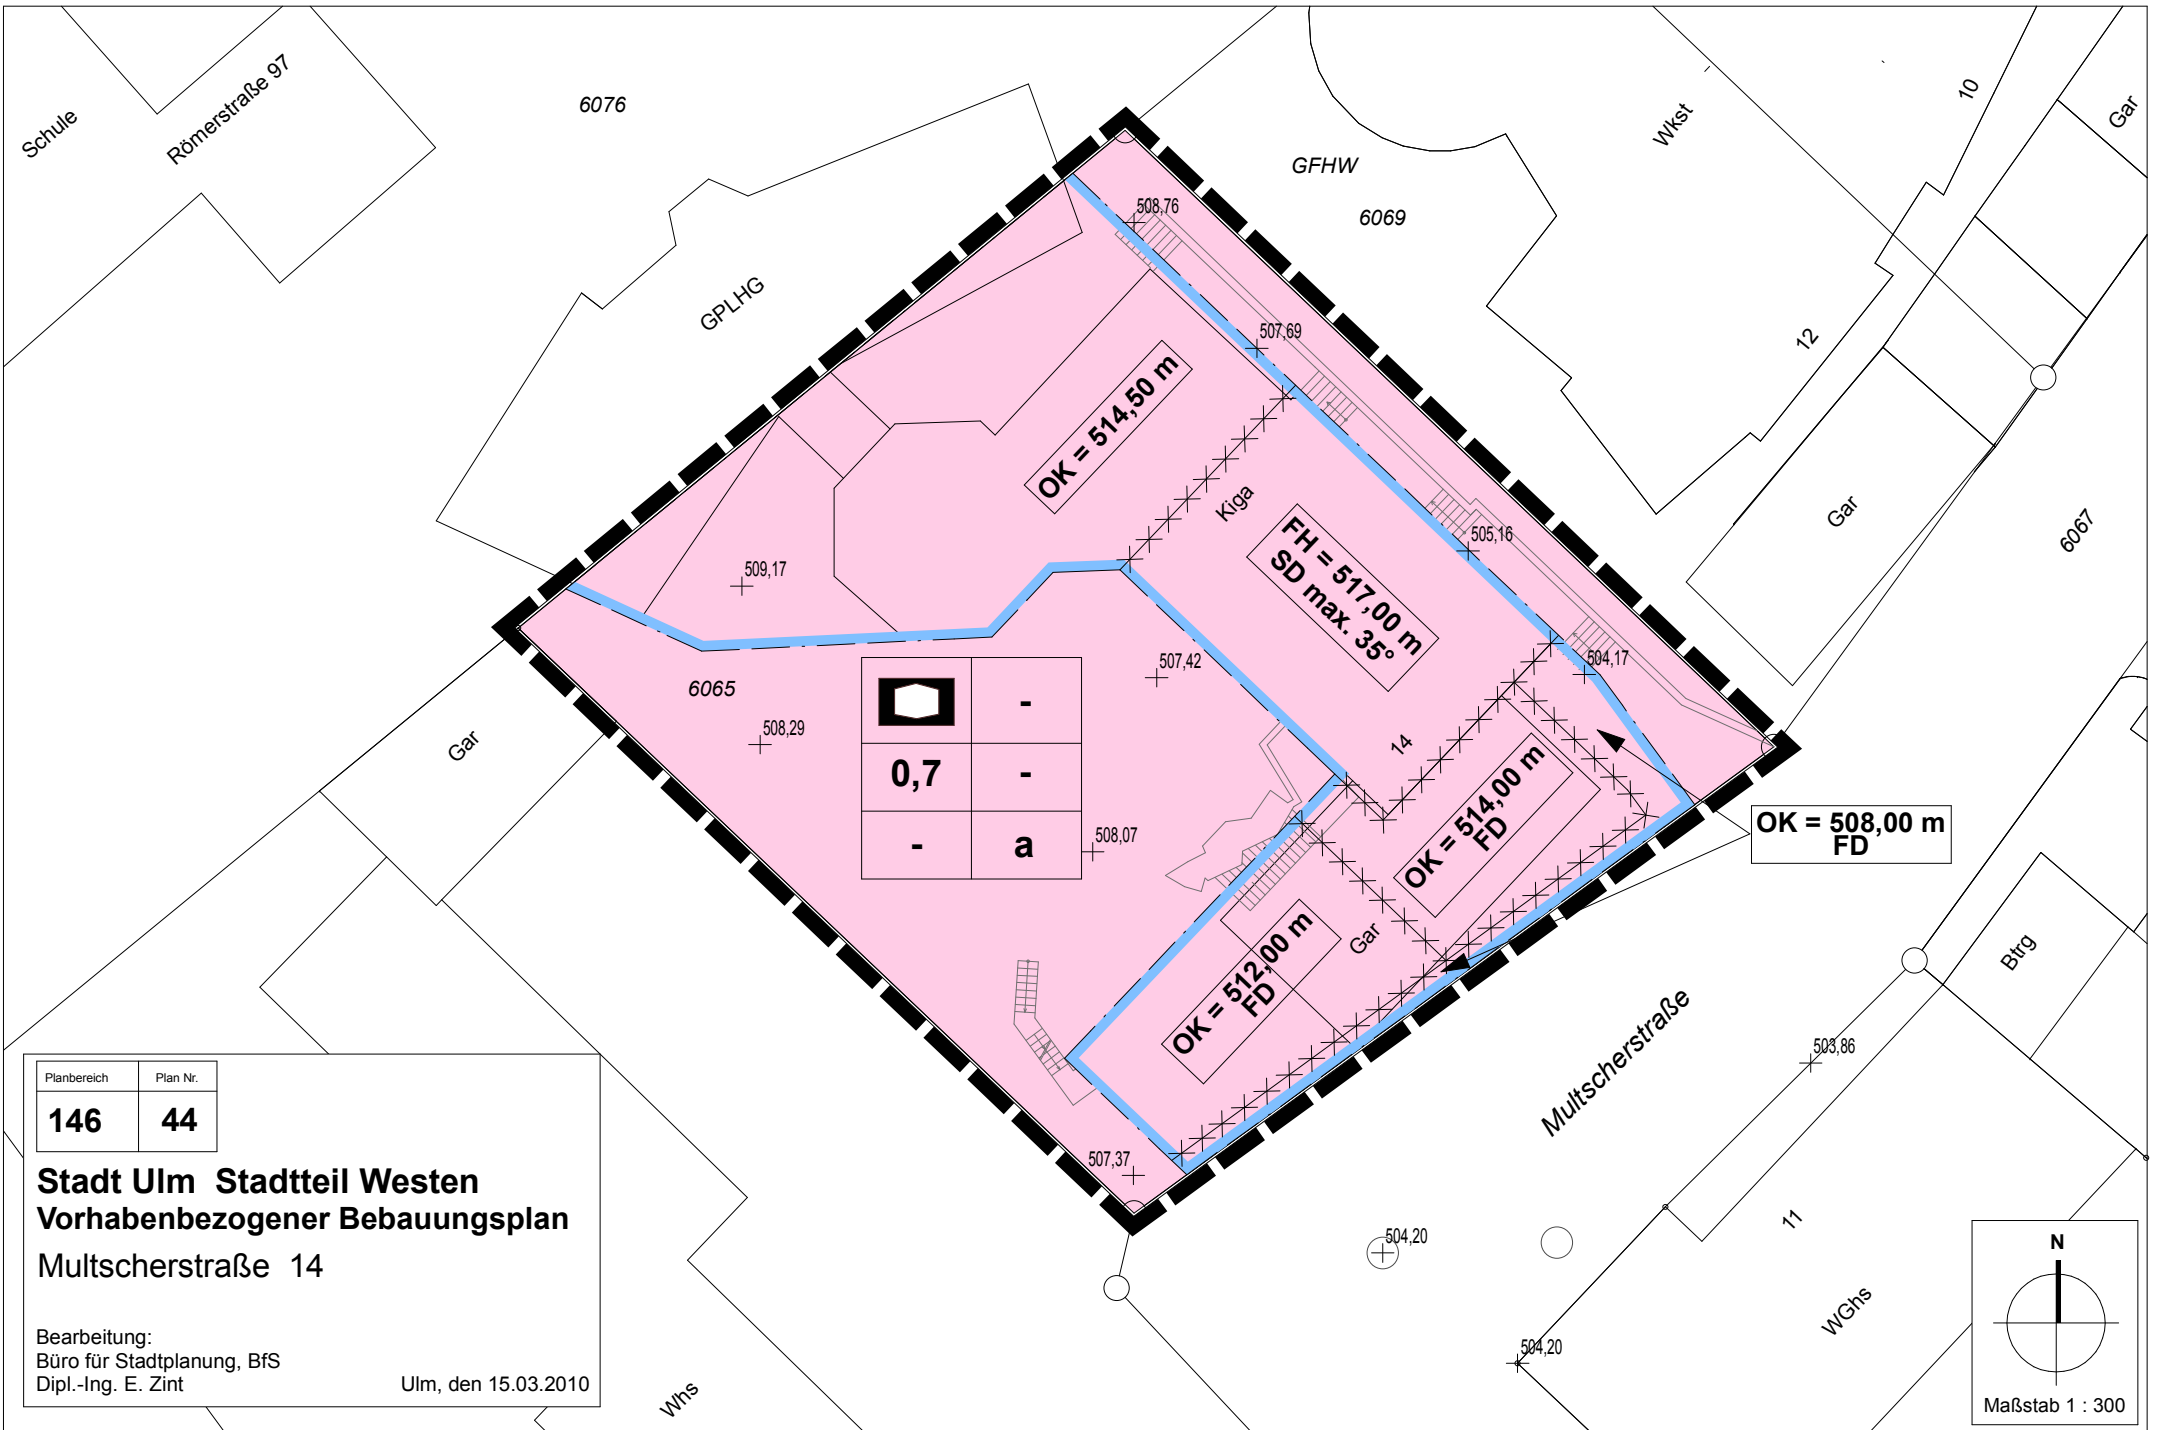 Schule
Römerstraße 97
6076
GPLHG
GFHW
6069
Wkst
10
Gar
12
Gar
6067
508,76
507,69
OK = 514,50 m
Kiga
FH = 517,00 m
SD max. 35°
505,16
504,17
509,17
507,42
6065
508,29
-
0,7
-
-
a
508,07
Gar
14
OK = 514,00 m
FD
OK = 508,00 m
FD
OK = 512,00 m
FD
Gar
507,37
Multscherstraße
Btrg
503,86
11
504,20
504,20
WGhs
Whs
Planbereich
Plan Nr.
146
44
Stadt Ulm Stadtteil Westen
Vorhabenbezogener Bebauungsplan
Multscherstraße 14
Bearbeitung:
Büro für Stadtplanung, BfS
Dipl.-Ing. E. Zint
Ulm, den 15.03.2010
N
Maßstab 1 : 300